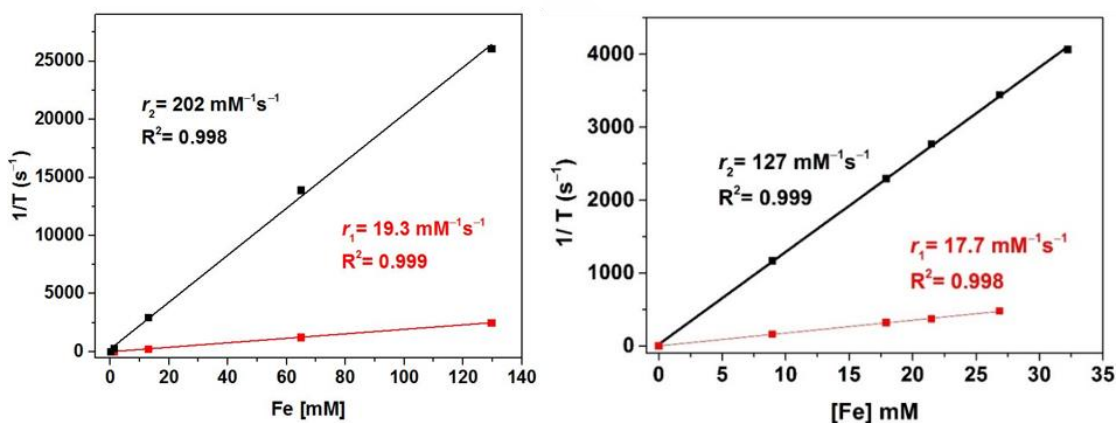 25000
20000
15000
10000
5000
0
1/T (s⁻¹)
r₂= 202 mM⁻¹s⁻¹
R²= 0.998
r₁= 19.3 mM⁻¹s⁻¹
R²= 0.999
0 20 40 60 80 100 120 140
Fe [mM]
4000
3000
2000
1000
0
1/ T (s⁻¹)
r₂= 127 mM⁻¹s⁻¹
R²= 0.999
r₁= 17.7 mM⁻¹s⁻¹
R²= 0.998
0 5 10 15 20 25 30 35
[Fe] mM